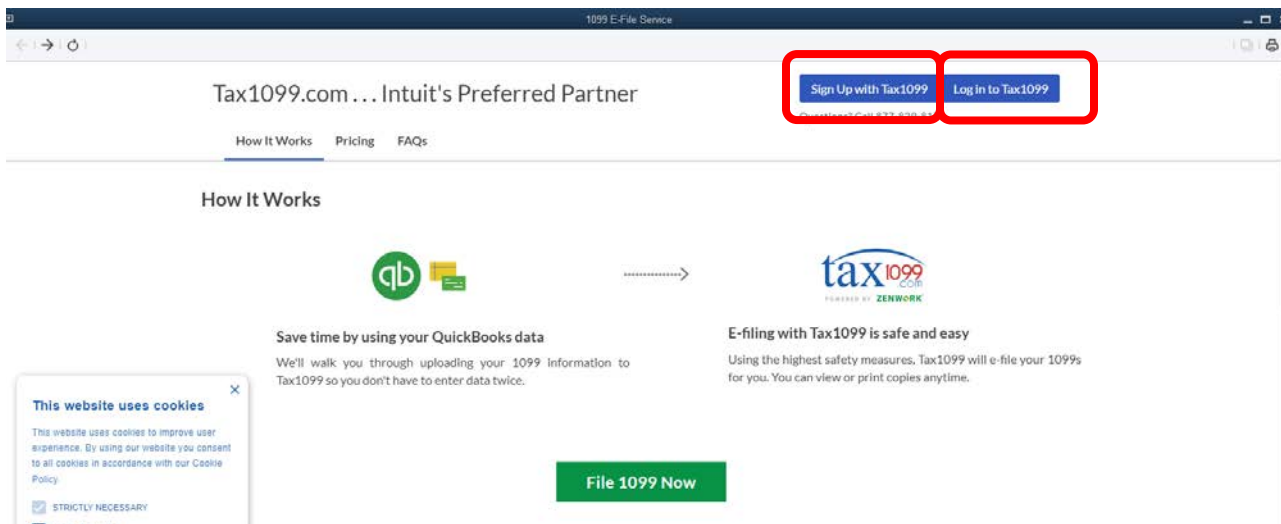 1099 E-File Service
Tax1099.com . . . Intuit's Preferred Partner
Sign Up with Tax1099
Log in to Tax1099
How It Works
Pricing
FAQs
How It Works
qb
tax1099
.com
POWERED BY ZENWORK
Save time by using your QuickBooks data
We'll walk you through uploading your 1099 information to
Tax1099 so you don't have to enter data twice.
E-filing with Tax1099 is safe and easy
Using the highest safety measures, Tax1099 will e-file your 1099s
for you. You can view or print copies anytime.
This website uses cookies
This website uses cookies to improve user
experience. By using our website you consent
to all cookies in accordance with our Cookie
Policy.
STRICTLY NECESSARY
File 1099 Now